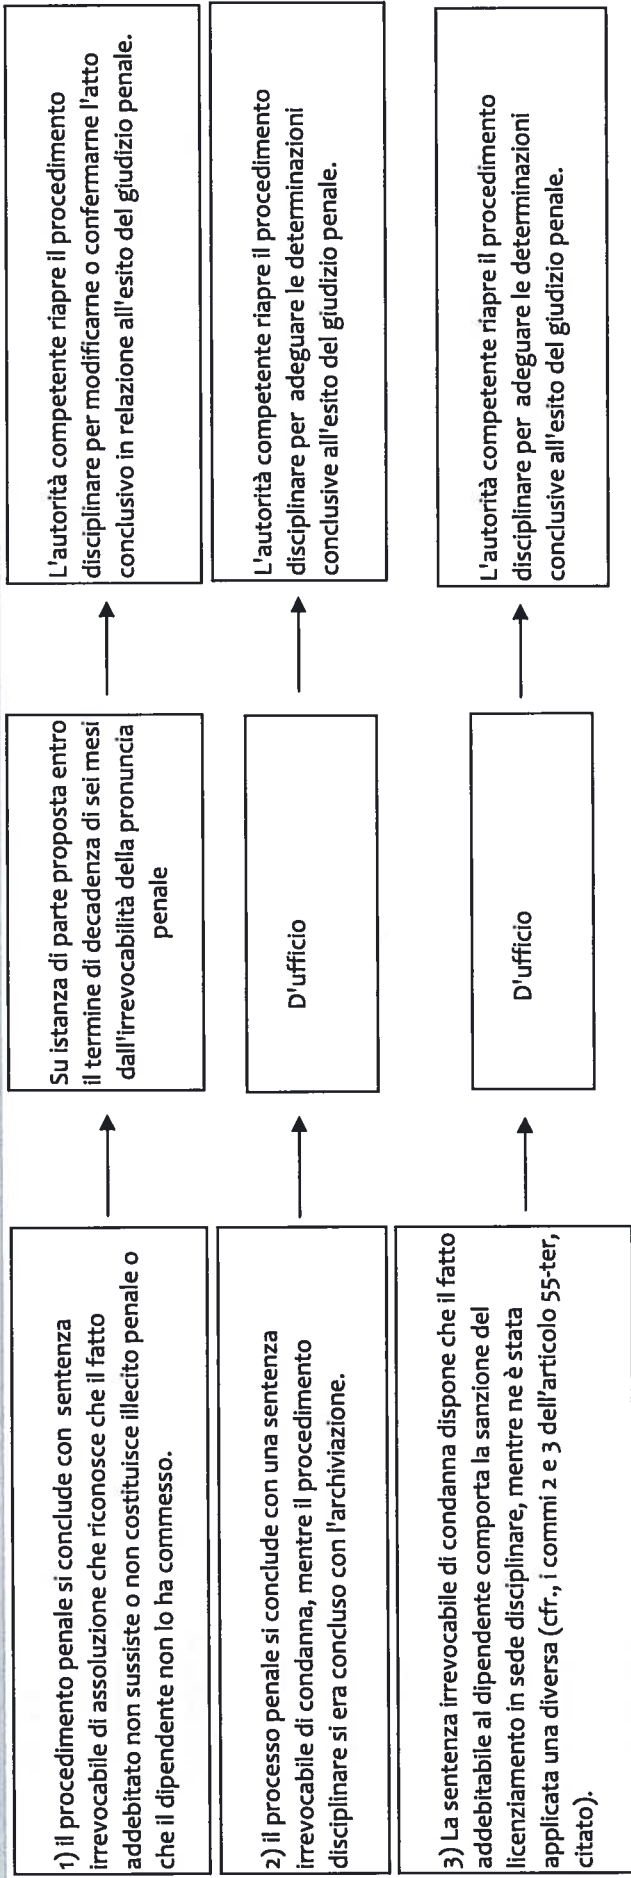 1) il procedimento penale si conclude con sentenza
irrevocabile di assoluzione che riconosce che il fatto
addebitato non sussiste o non costituisce illecito penale o
che il dipendente non lo ha commesso.
Su istanza di parte proposta entro
il termine di decadenza di sei mesi
dall'irrevocabilità della pronuncia
penale
L'autorità competente riapre il procedimento
disciplinare per modificarne o confermarne l'atto
conclusivo in relazione all'esito del giudizio penale.
2) il processo penale si conclude con una sentenza
irrevocabile di condanna, mentre il procedimento
disciplinare si era concluso con l'archiviazione.
D'ufficio
L'autorità competente riapre il procedimento
disciplinare per adeguare le determinazioni
conclusive all'esito del giudizio penale.
3) La sentenza irrevocabile di condanna dispone che il fatto
addebitabile al dipendente comporta la sanzione del
licenziamento in sede disciplinare, mentre ne è stata
applicata una diversa (cfr., i commi 2 e 3 dell'articolo 55-ter,
citato).
D'ufficio
L'autorità competente riapre il procedimento
disciplinare per adeguare le determinazioni
conclusive all'esito del giudizio penale.